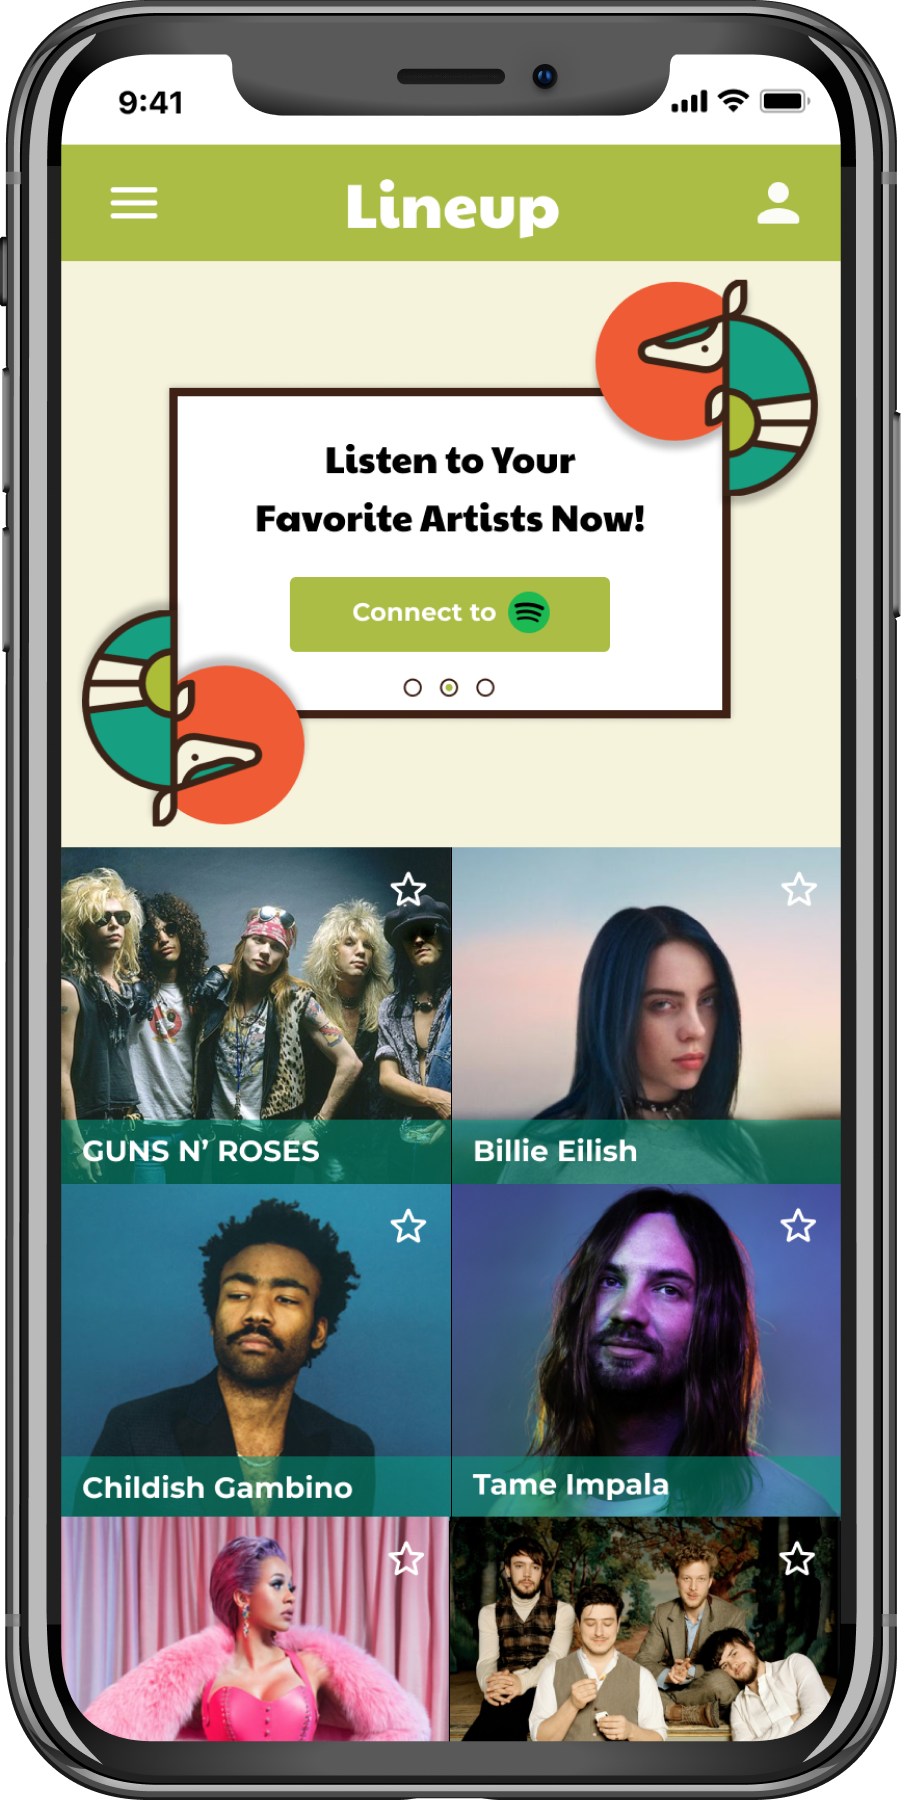 9:41
Lineup
Listen to Your
Favorite Artists Now!
Connect to
GUNS N’ ROSES
Billie Eilish
Childish Gambino
Tame Impala